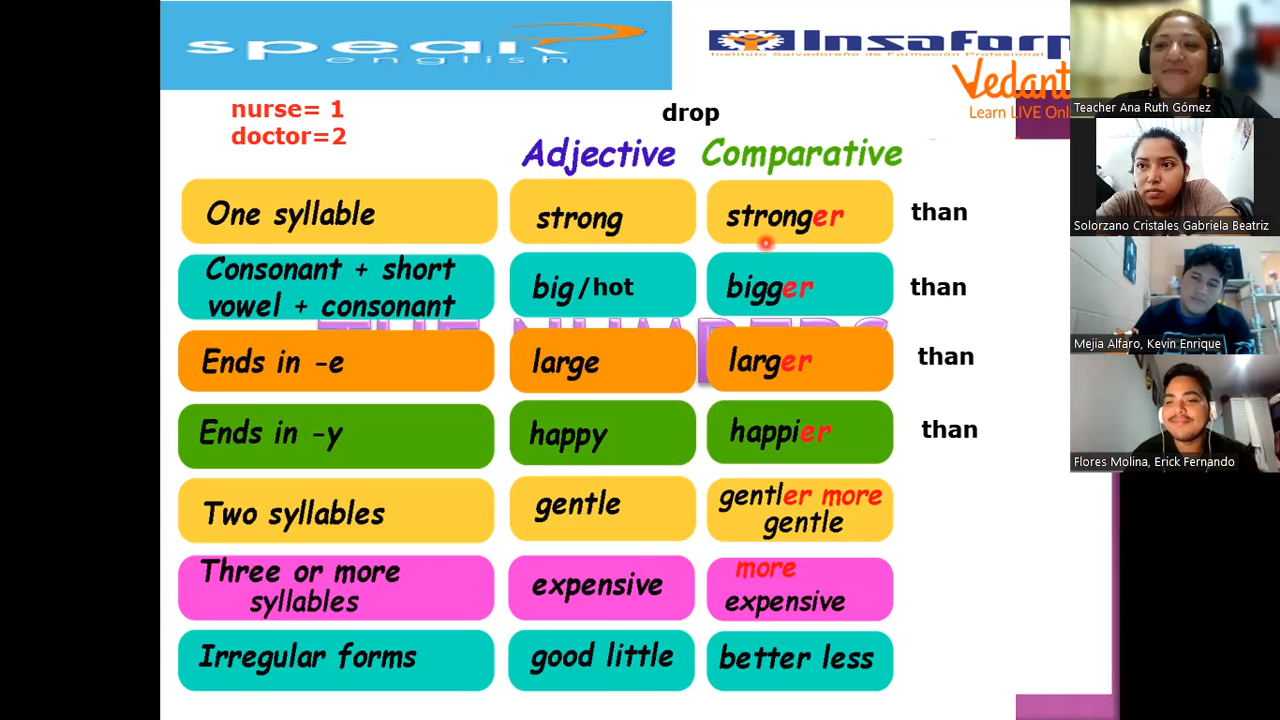 speak
english
Insaforp
Instituto Salvadoreño de Formación Profesional
Vedant
Learn LIVE Onl
nurse= 1
doctor=2
drop
Adjective Comparative
One syllable strong stronger than
Consonant + short
vowel + consonant big/hot bigger than
Ends in -e large larger than
Ends in -y happy happier than
Two syllables gentle gentler more
gentle
Three or more
syllables expensive more
expensive
Irregular forms good little better less
Teacher Ana Ruth Gómez
Solorzano Cristales Gabriela Beatriz
Mejia Alfaro, Kevin Enrique
Flores Molina, Erick Fernando